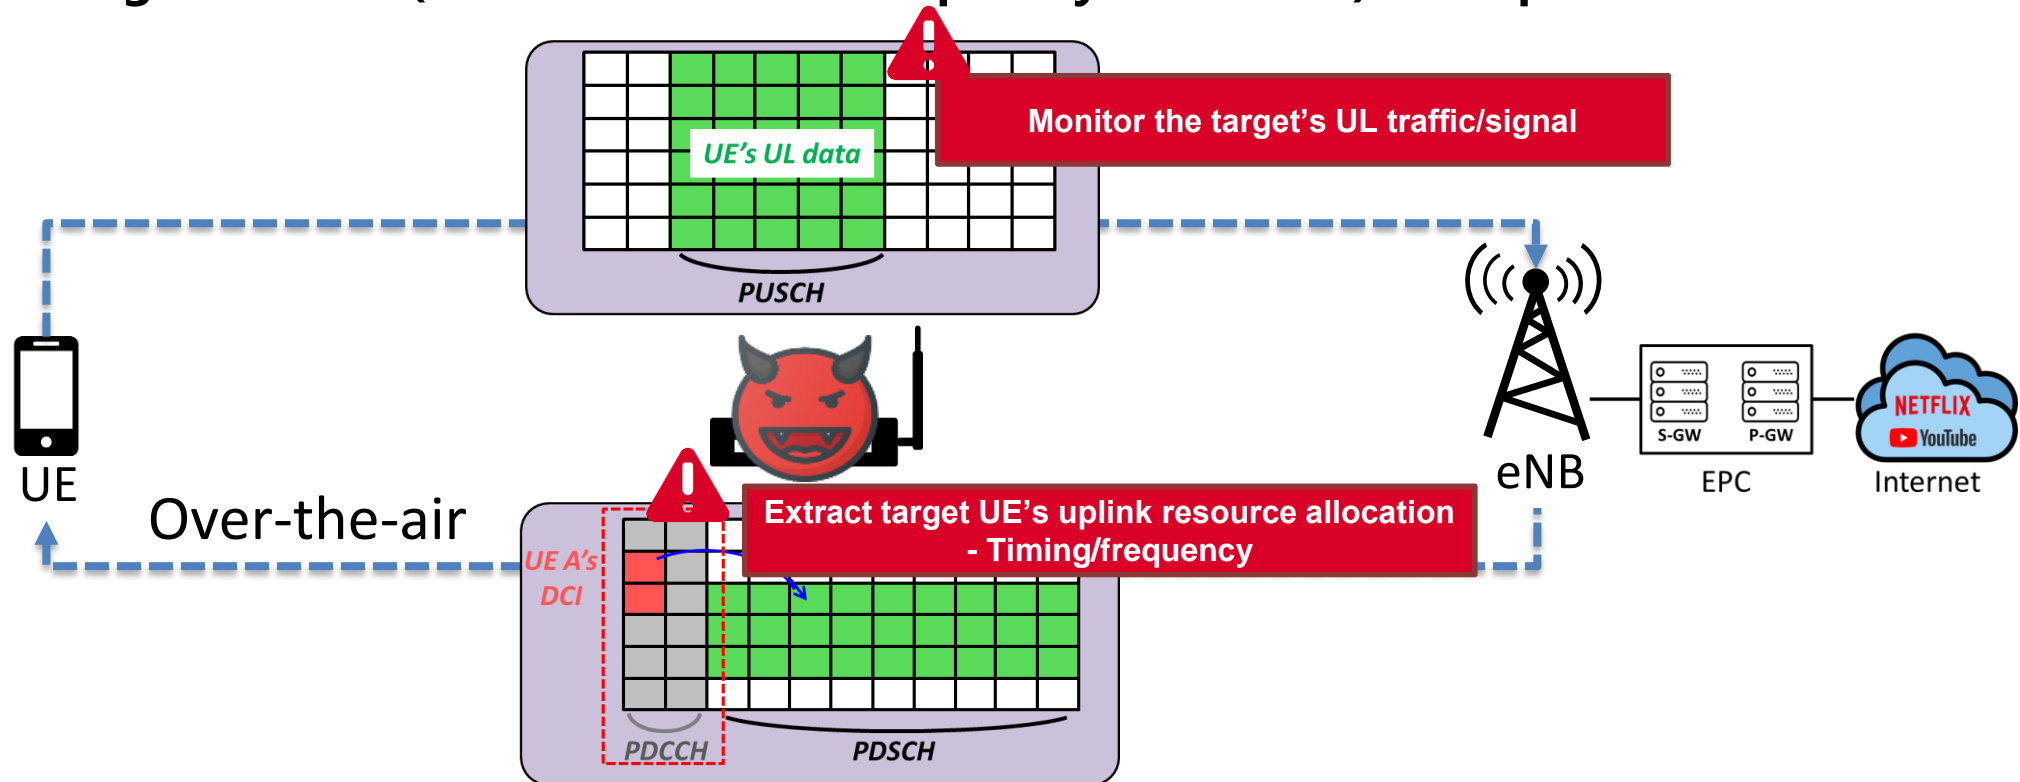 Monitor the target's UL traffic/signal
UE's UL data
PUSCH
UE
Over-the-air
eNB
S-GW
P-GW
EPC
NETFLIX
YouTube
Internet
Extract target UE's uplink resource allocation
- Timing/frequency
UE A's
DCI
PDCCH
PDSCH